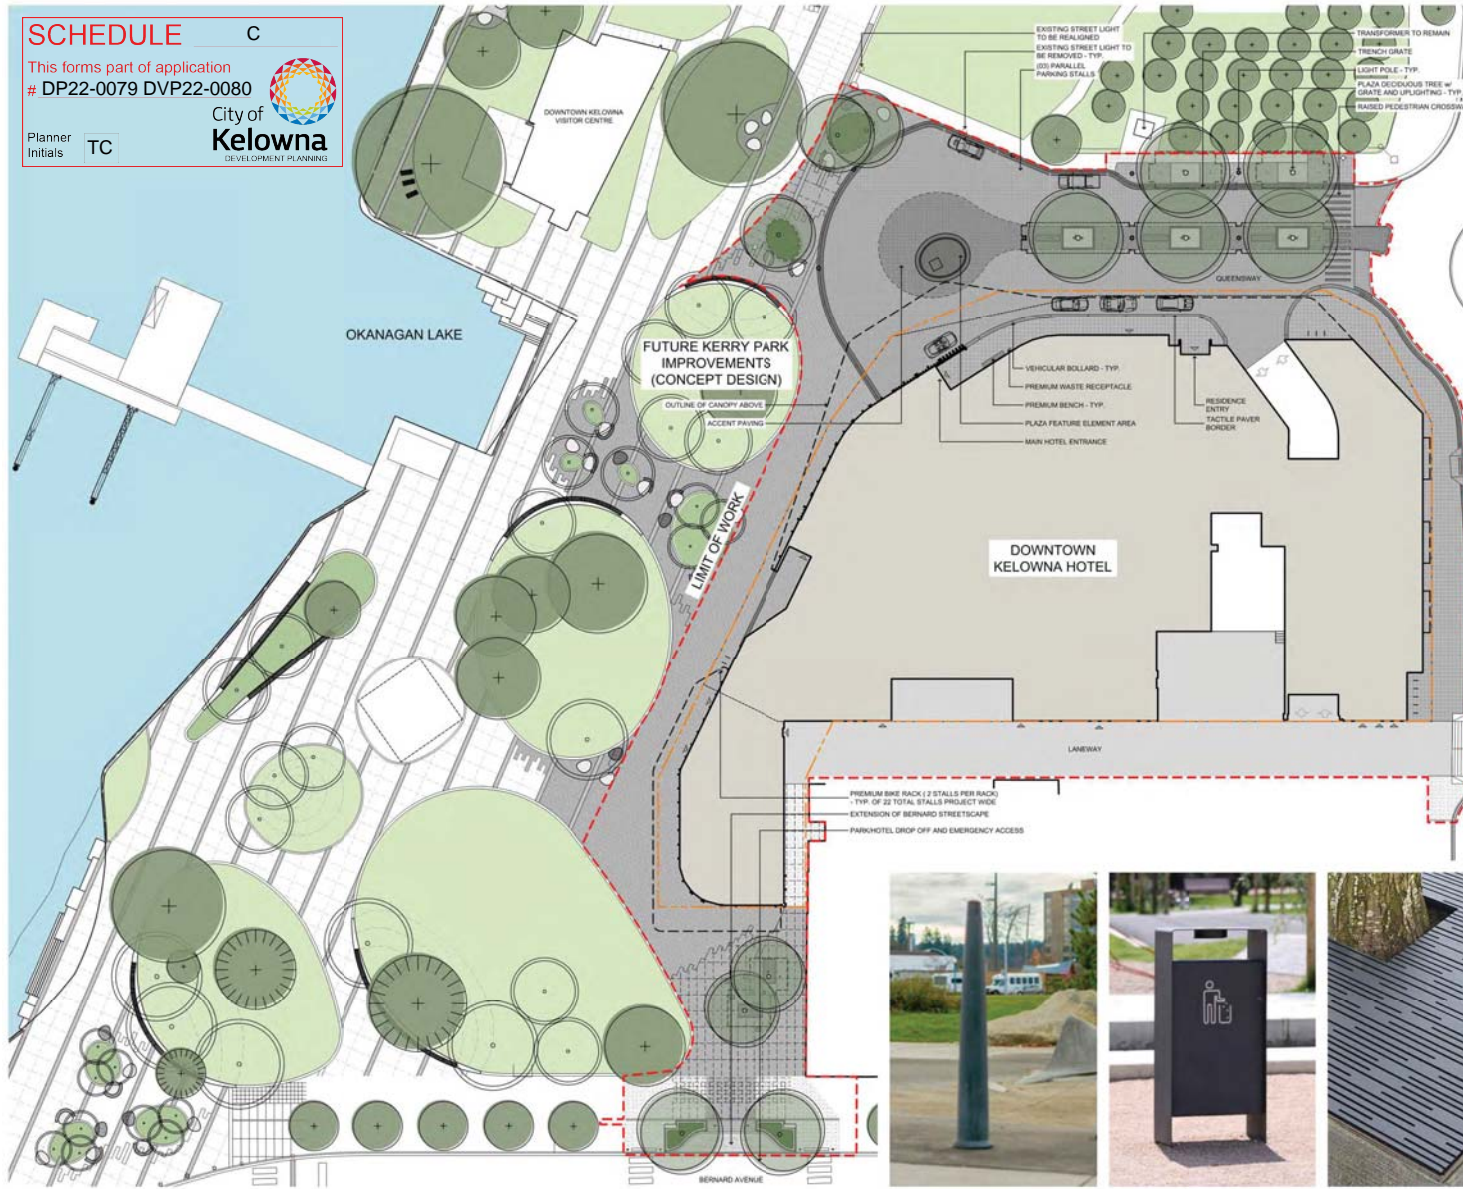 SCHEDULE C
This forms part of application
# DP22-0079 DVP22-0080
City of
Kelowna
DEVELOPMENT PLANNING
Planner
Initials
TC
DOWNTOWN KELOWNA
VISITOR CENTRE
EXISTING STREET LIGHT
TO BE REALIGNED
EXISTING STREET LIGHT TO
BE REMOVED - TYP.
(03) PARALLEL
PARKING STALLS
TRANSFORMER TO REMAIN
TRENCH GRATE
LIGHT POLE - TYP.
PLAZA DECIDUOUS TREE w/
GRATE AND UPLIGHTING - TYP.
RAISED PEDESTRIAN CROSSW
QUEENSWAY
OKANAGAN LAKE
FUTURE KERRY PARK
IMPROVEMENTS
(CONCEPT DESIGN)
OUTLINE OF CANOPY ABOVE
ACCENT PAVING
VEHICULAR BOLLARD - TYP.
PREMIUM WASTE RECEPTACLE
PREMIUM BENCH - TYP.
PLAZA FEATURE ELEMENT AREA
MAIN HOTEL ENTRANCE
RESIDENCE
ENTRY
TACTILE PAVER
BORDER
LIMIT OF WORK
DOWNTOWN
KELOWNA HOTEL
LANEWAY
PREMIUM BIKE RACK ( 2 STALLS PER RACK)
- TYP. OF 22 TOTAL STALLS PROJECT WIDE
EXTENSION OF BERNARD STREETSCAPE
PARK/HOTEL DROP OFF AND EMERGENCY ACCESS
BERNARD AVENUE